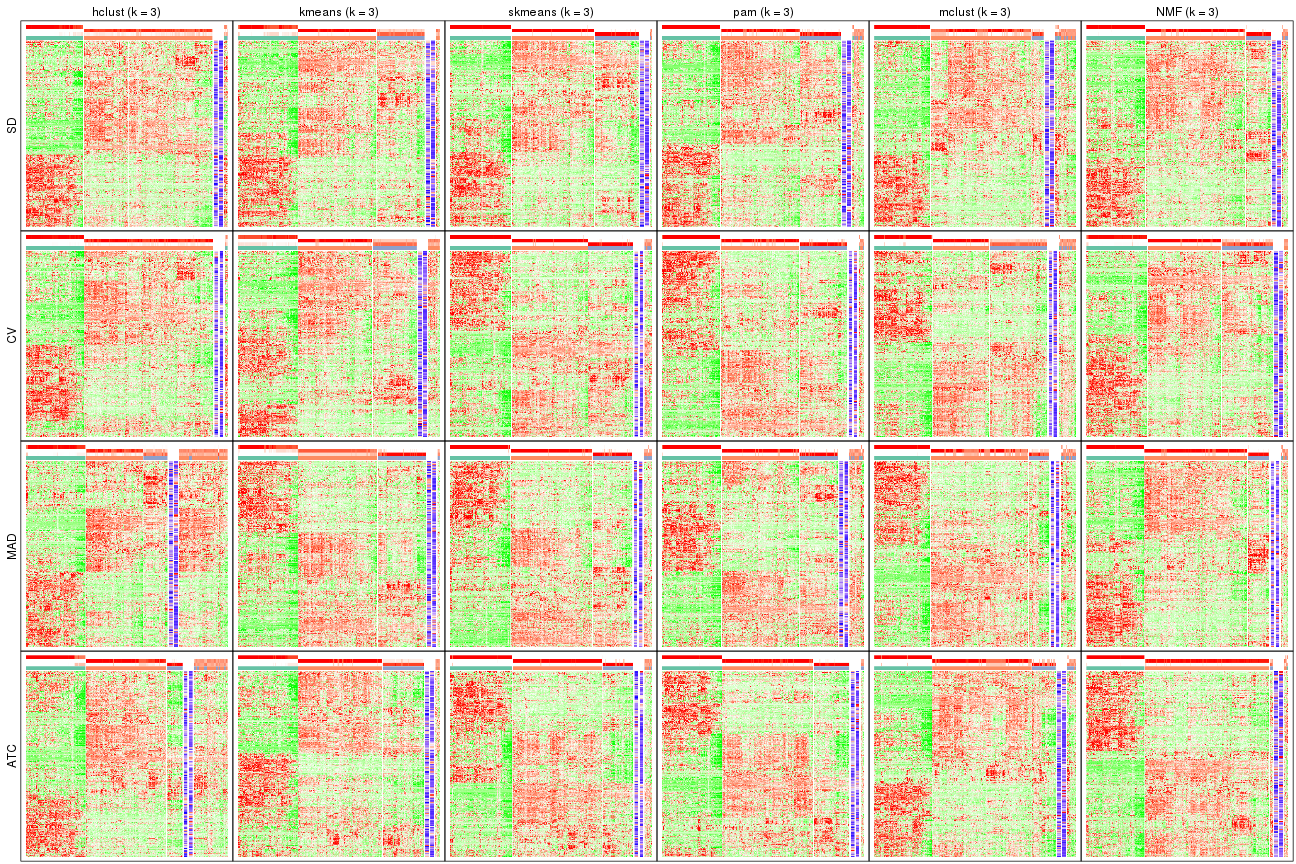 hclust (k = 3)
kmeans (k = 3)
skmeans (k = 3)
pam (k = 3)
mclust (k = 3)
NMF (k = 3)
SD
CV
MAD
ATC